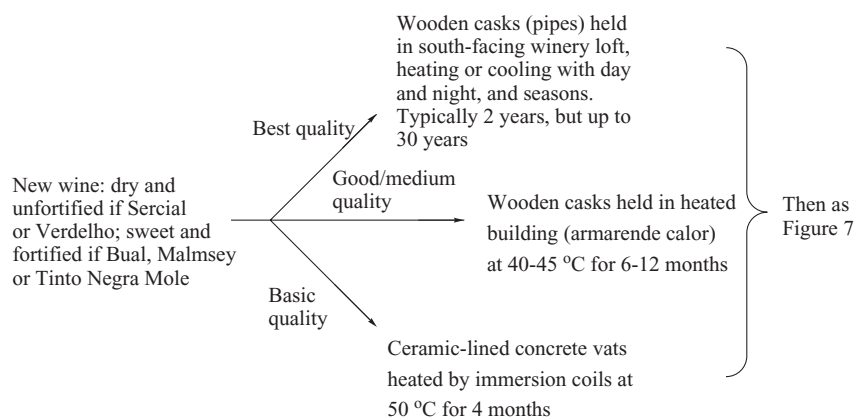 Wooden casks (pipes) held
in south-facing winery loft,
heating or cooling with day
and night, and seasons.
Typically 2 years, but up to
30 years
Best quality
New wine: dry and
unfortified if Sercial
or Verdelho; sweet and
fortified if Bual, Malmsey
or Tinto Negra Mole
Good/medium
quality
Wooden casks held in heated
building (armarende calor)
at 40-45 °C for 6-12 months
Then as
Figure 7
Basic
quality
Ceramic-lined concrete vats
heated by immersion coils at
50 °C for 4 months